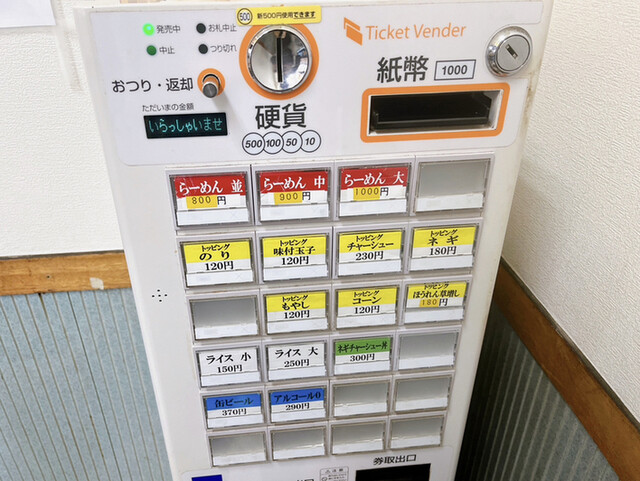 500 新500円使用できます
発売中 お札中止
中止 つり切れ
Ticket Vender
おつり・返却
紙幣 1000
ただいまの金額
いらっしゃいませ
硬貨
500 100 50 10
らーめん 並
800円
らーめん 中
900円
らーめん 大
1000円
トッピング
のり
120円
トッピング
味付玉子
120円
トッピング
チャーシュー
230円
トッピング
ネギ
180円
トッピング
もやし
120円
トッピング
コーン
120円
トッピング
ほうれん草増し
180円
ライス 小
150円
ライス 大
250円
ネギチャーシュー丼
300円
缶ビール
370円
アルコール0
290円
券取出口